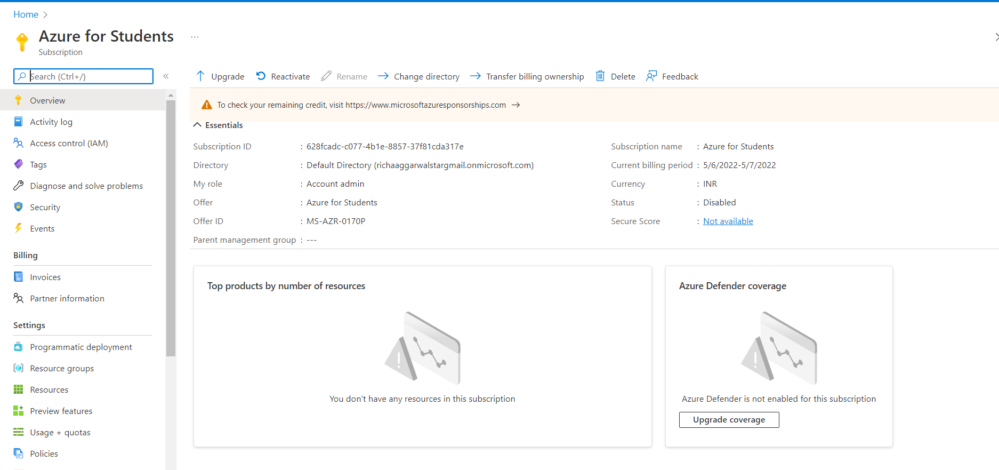 Home
Azure for Students ...
Subscription
Search (Ctrl+/)
«
Upgrade
Reactivate
Rename
Change directory
Transfer billing ownership
Delete
Feedback
Overview
Activity log
Access control (IAM)
Tags
Diagnose and solve problems
Security
Events
Billing
Invoices
Partner information
Settings
Programmatic deployment
Resource groups
Resources
Preview features
Usage + quotas
Policies
To check your remaining credit, visit https://www.microsoftazuresponsorships.com →
Essentials
Subscription ID : 628fcadc-c077-4b1e-8857-37f81cda317e
Directory : Default Directory (richaaggarwalstargmail.onmicrosoft.com)
My role : Account admin
Offer : Azure for Students
Offer ID : MS-AZR-0170P
Parent management group : ---
Subscription name : Azure for Students
Current billing period : 5/6/2022-5/7/2022
Currency : INR
Status : Disabled
Secure Score : Not available
Top products by number of resources
You don't have any resources in this subscription
Azure Defender coverage
Azure Defender is not enabled for this subscription
Upgrade coverage